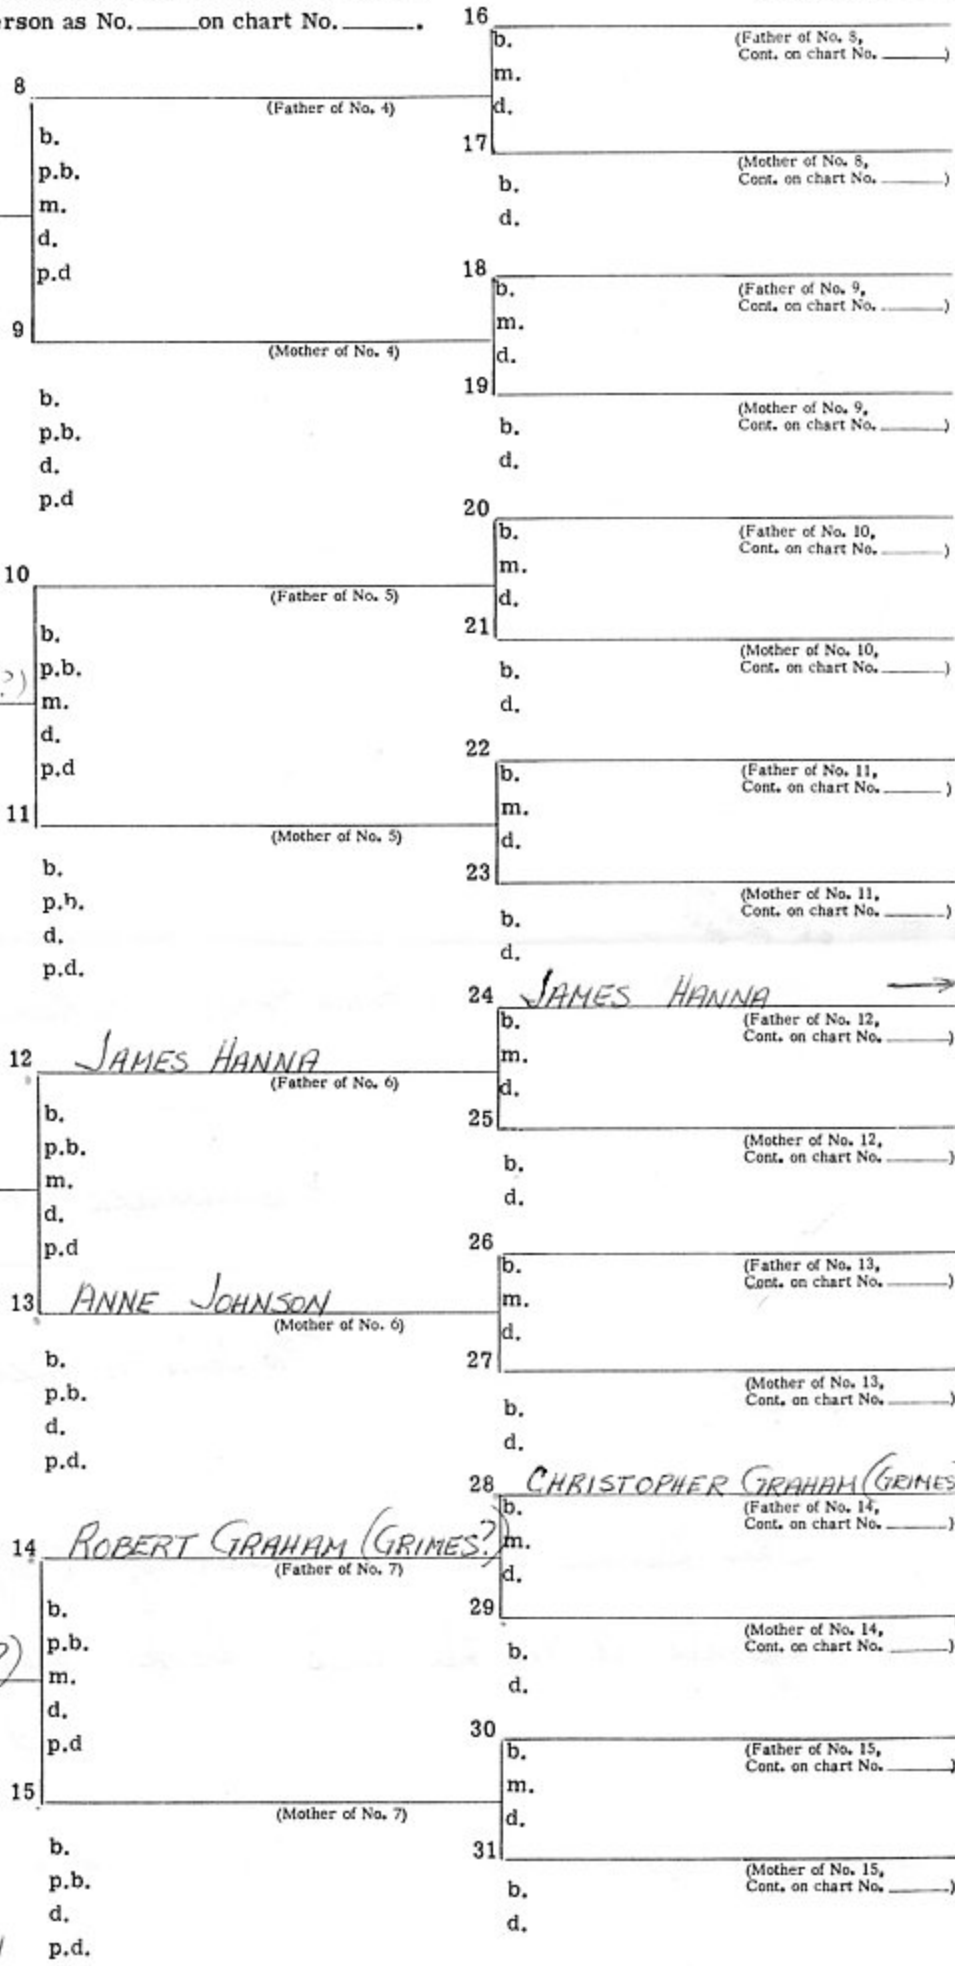 erson as No. ____ on chart No. ____.
16
b. (Father of No. 8,
m. Cont. on chart No. ____)
d.
8
(Father of No. 4)
b.
p.b.
m.
d.
p.d
17
(Mother of No. 8,
b. Cont. on chart No. ____)
d.
18
b. (Father of No. 9,
m. Cont. on chart No. ____)
d.
9
(Mother of No. 4)
b.
p.b.
d.
p.d
19
(Mother of No. 9,
b. Cont. on chart No. ____)
d.
20
b. (Father of No. 10,
m. Cont. on chart No. ____)
d.
10
(Father of No. 5)
b.
p.b.
?)
m.
d.
p.d
21
(Mother of No. 10,
b. Cont. on chart No. ____)
d.
22
b. (Father of No. 11,
m. Cont. on chart No. ____)
d.
11
(Mother of No. 5)
b.
p.b.
d.
p.d.
23
(Mother of No. 11,
b. Cont. on chart No. ____)
d.
24 JAMES HANNA →
b. (Father of No. 12,
m. Cont. on chart No. ____)
d.
12 JAMES HANNA
(Father of No. 6)
b.
p.b.
m.
d.
p.d
25
(Mother of No. 12,
b. Cont. on chart No. ____)
d.
26
b. (Father of No. 13,
m. Cont. on chart No. ____)
d.
13 ANNE JOHNSON
(Mother of No. 6)
b.
p.b.
d.
p.d.
27
(Mother of No. 13,
b. Cont. on chart No. ____)
d.
28 CHRISTOPHER GRAHAM (GRIMES
b. (Father of No. 14,
m. Cont. on chart No. ____)
d.
14 ROBERT GRAHAM (GRIMES?)
(Father of No. 7)
b.
p.b.
?)
m.
d.
p.d
29
(Mother of No. 14,
b. Cont. on chart No. ____)
d.
30
b. (Father of No. 15,
m. Cont. on chart No. ____)
d.
15
(Mother of No. 7)
b.
p.b.
d.
p.d.
31
(Mother of No. 15,
b. Cont. on chart No. ____)
d.